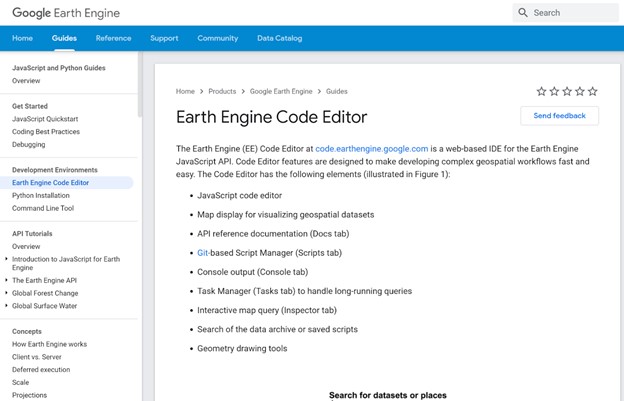 Google Earth Engine
Search
Home Guides Reference Support Community Data Catalog
JavaScript and Python Guides
Overview
Get Started
JavaScript Quickstart
Coding Best Practices
Debugging
Development Environments
Earth Engine Code Editor
Python Installation
Command Line Tool
API Tutorials
Overview
Introduction to JavaScript for Earth
Engine
The Earth Engine API
Global Forest Change
Global Surface Water
Concepts
How Earth Engine works
Client vs. Server
Deferred execution
Scale
Projections
Home > Products > Google Earth Engine > Guides
Send feedback
Earth Engine Code Editor
The Earth Engine (EE) Code Editor at code.earthengine.google.com is a web-based IDE for the Earth Engine
JavaScript API. Code Editor features are designed to make developing complex geospatial workflows fast and
easy. The Code Editor has the following elements (illustrated in Figure 1):
• JavaScript code editor
• Map display for visualizing geospatial datasets
• API reference documentation (Docs tab)
• Git-based Script Manager (Scripts tab)
• Console output (Console tab)
• Task Manager (Tasks tab) to handle long-running queries
• Interactive map query (Inspector tab)
• Search of the data archive or saved scripts
• Geometry drawing tools
Search for datasets or places